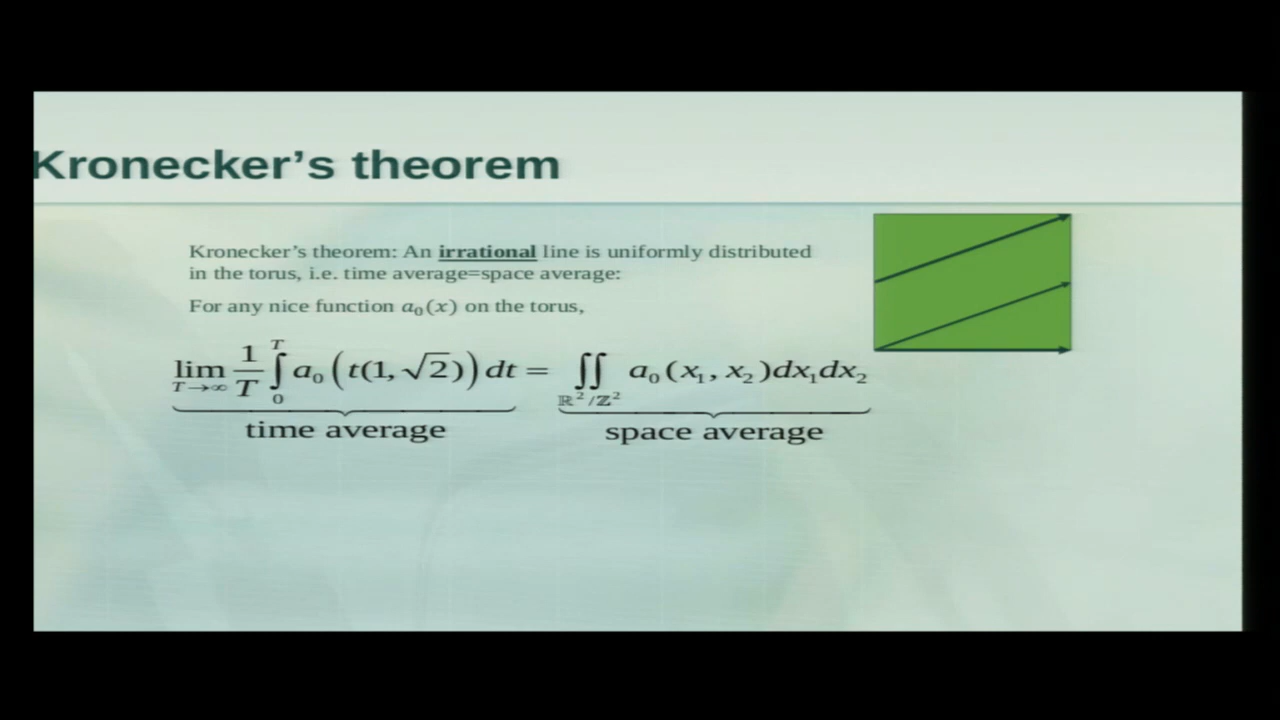 Kronecker’s theorem
Kronecker’s theorem: An irrational line is uniformly distributed
in the torus, i.e. time average=space average:
For any nice function a₀(x) on the torus,
lim_{T→∞} 1/T ∫₀ᵀ a₀(t(1, √2)) dt = ∬_{ℝ²/ℤ²} a₀(x₁, x₂)dx₁dx₂
time average space average